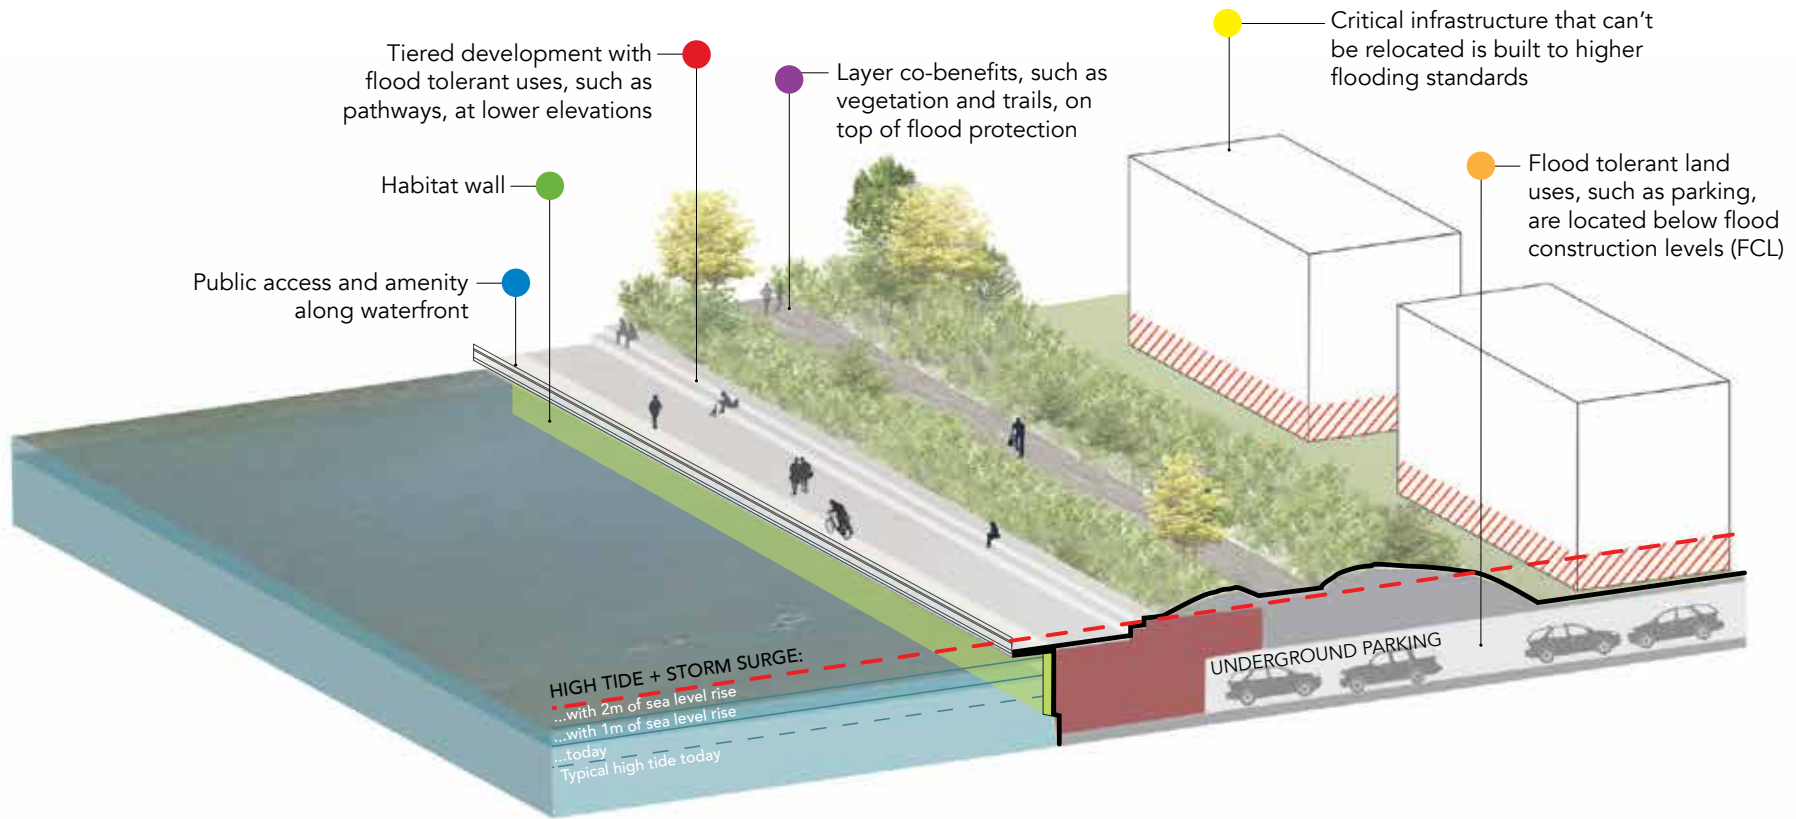 Tiered development with
flood tolerant uses, such as
pathways, at lower elevations
Layer co-benefits, such as
vegetation and trails, on
top of flood protection
Critical infrastructure that can't
be relocated is built to higher
flooding standards
Flood tolerant land
uses, such as parking,
are located below flood
construction levels (FCL)
Habitat wall
Public access and amenity
along waterfront
UNDERGROUND PARKING
HIGH TIDE + STORM SURGE:
...with 2m of sea level rise
...with 1m of sea level rise
...today
Typical high tide today